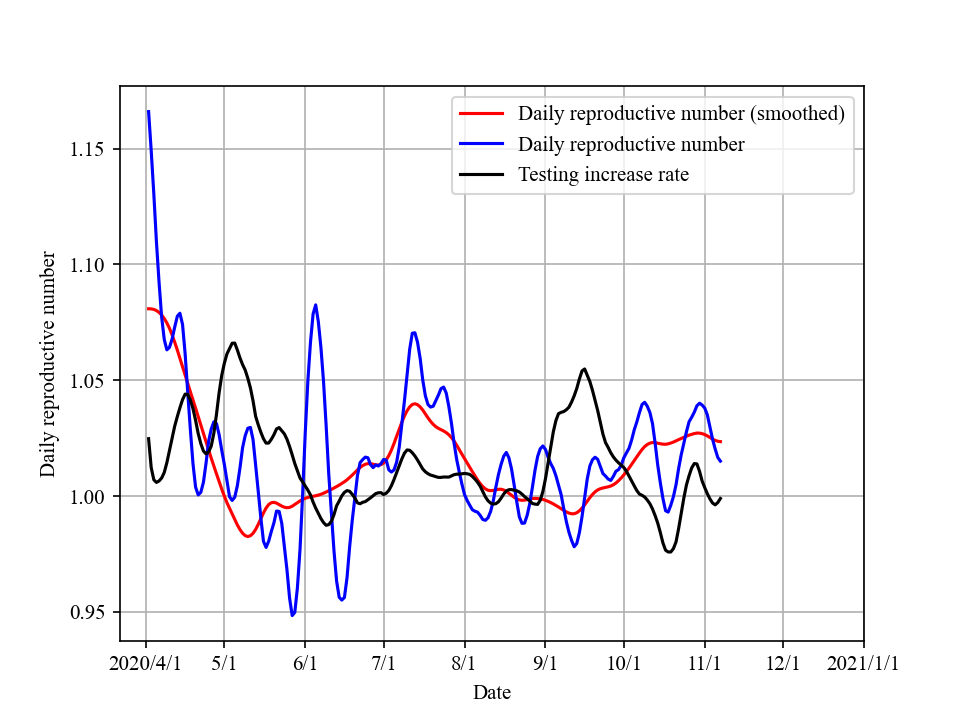 Daily reproductive number (smoothed)
Daily reproductive number
Testing increase rate
1.15
1.10
1.05
1.00
0.95
Daily reproductive number
2020/4/1 5/1 6/1 7/1 8/1 9/1 10/1 11/1 12/1 2021/1/1
Date